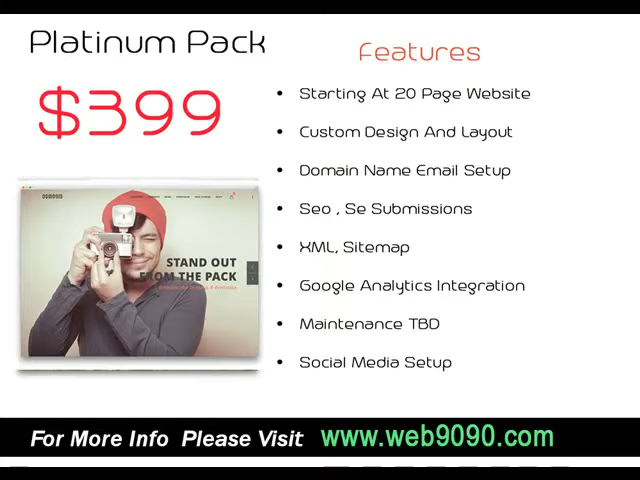 Platinum Pack
$399
OSMOSIS
STAND OUT
FROM THE PACK
Features
• Starting At 20 Page Website
• Custom Design And Layout
• Domain Name Email Setup
• Seo , Se Submissions
• XML, Sitemap
• Google Analytics Integration
• Maintenance TBD
• Social Media Setup
For More Info Please Visit www.web9090.com